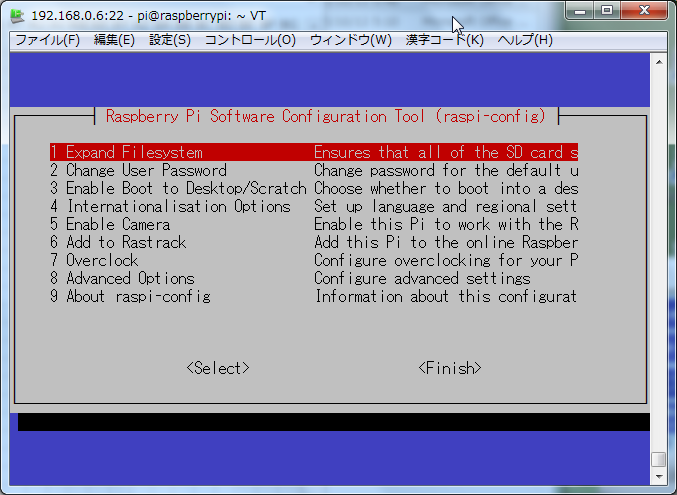 192.168.0.6:22 - pi@raspberrypi: ~ VT
ファイル(F) 編集(E) 設定(S) コントロール(O) ウィンドウ(W) 漢字コード(K) ヘルプ(H)
Raspberry Pi Software Configuration Tool (raspi-config)
1 Expand Filesystem Ensures that all of the SD card s
2 Change User Password Change password for the default u
3 Enable Boot to Desktop/Scratch Choose whether to boot into a des
4 Internationalisation Options Set up language and regional sett
5 Enable Camera Enable this Pi to work with the R
6 Add to Rastrack Add this Pi to the online Raspber
7 Overclock Configure overclocking for your P
8 Advanced Options Configure advanced settings
9 About raspi-config Information about this configurat
<Select> <Finish>